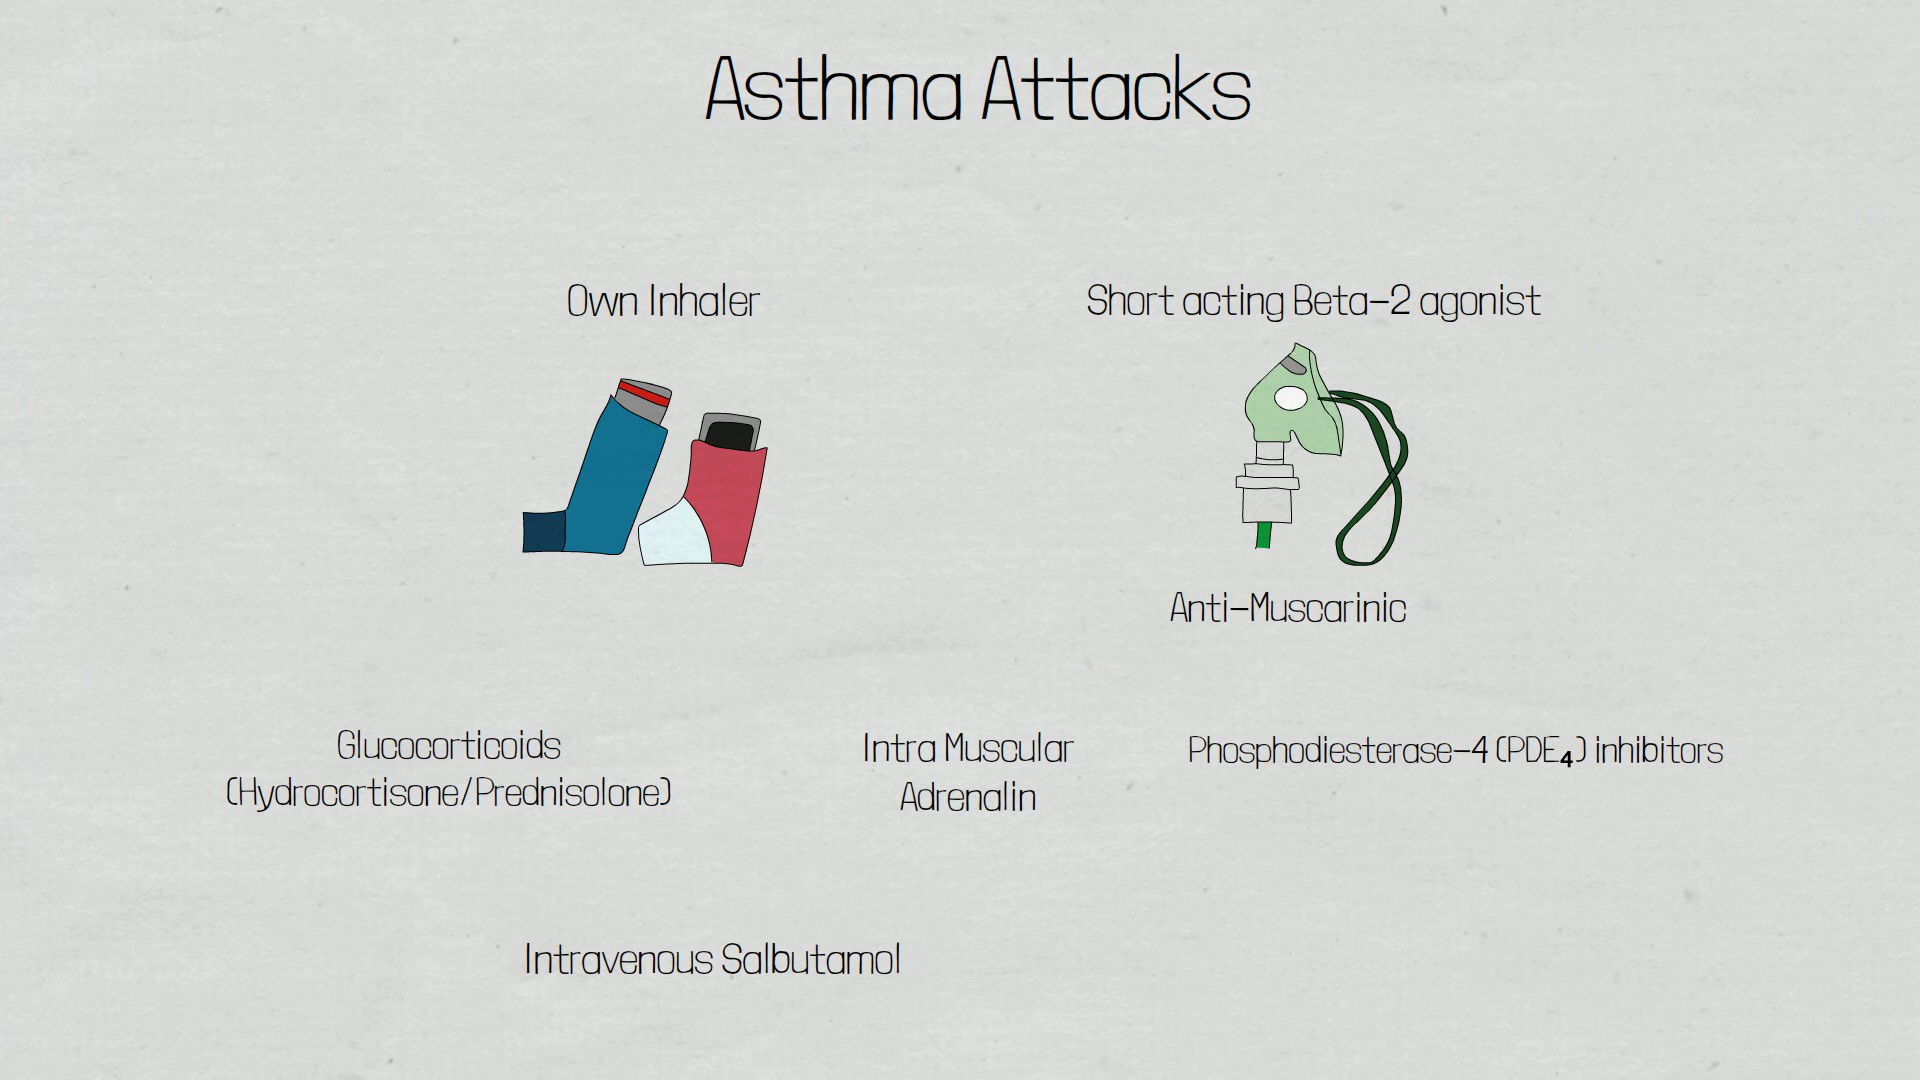 Asthma Attacks
Own Inhaler
Short acting Beta-2 agonist
Anti-Muscarinic
Glucocorticoids
(Hydrocortisone/Prednisolone)
Intra Muscular
Adrenalin
Phosphodiesterase-4 (PDE₄) inhibitors
Intravenous Salbutamol